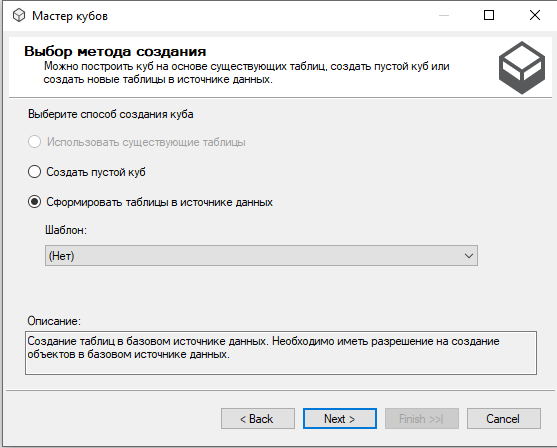 Мастер кубов
Выбор метода создания
Можно построить куб на основе существующих таблиц, создать пустой куб или
создать новые таблицы в источнике данных.
Выберите способ создания куба
Использовать существующие таблицы
Создать пустой куб
Сформировать таблицы в источнике данных
Шаблон:
(Нет)
Описание:
Создание таблиц в базовом источнике данных. Необходимо иметь разрешение на создание
объектов в базовом источнике данных.
< Back
Next >
Finish >>|
Cancel